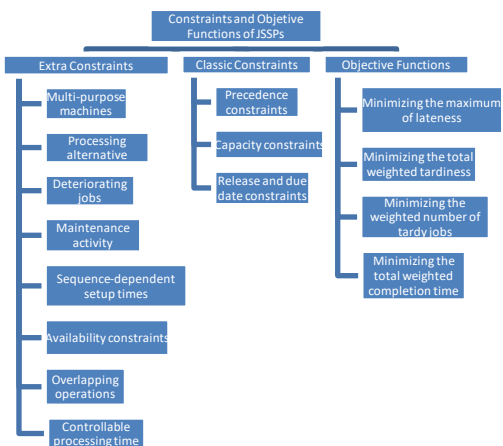 Constraints and Objetive
Functions of JSSPs
Extra Constraints
Multi-purpose
machines
Processing
alternative
Deteriorating
jobs
Maintenance
activity
Sequence-dependent
setup times
Availability constraints
Overlapping
operations
Controllable
processing time
Classic Constraints
Precedence
constraints
Capacity constraints
Release and due
date constraints
Objective Functions
Minimizing the maximum
of lateness
Minimizing the total
weighted tardiness
Minimizing the
weighted number of
tardy jobs
Minimizing the
total weighted
completion time